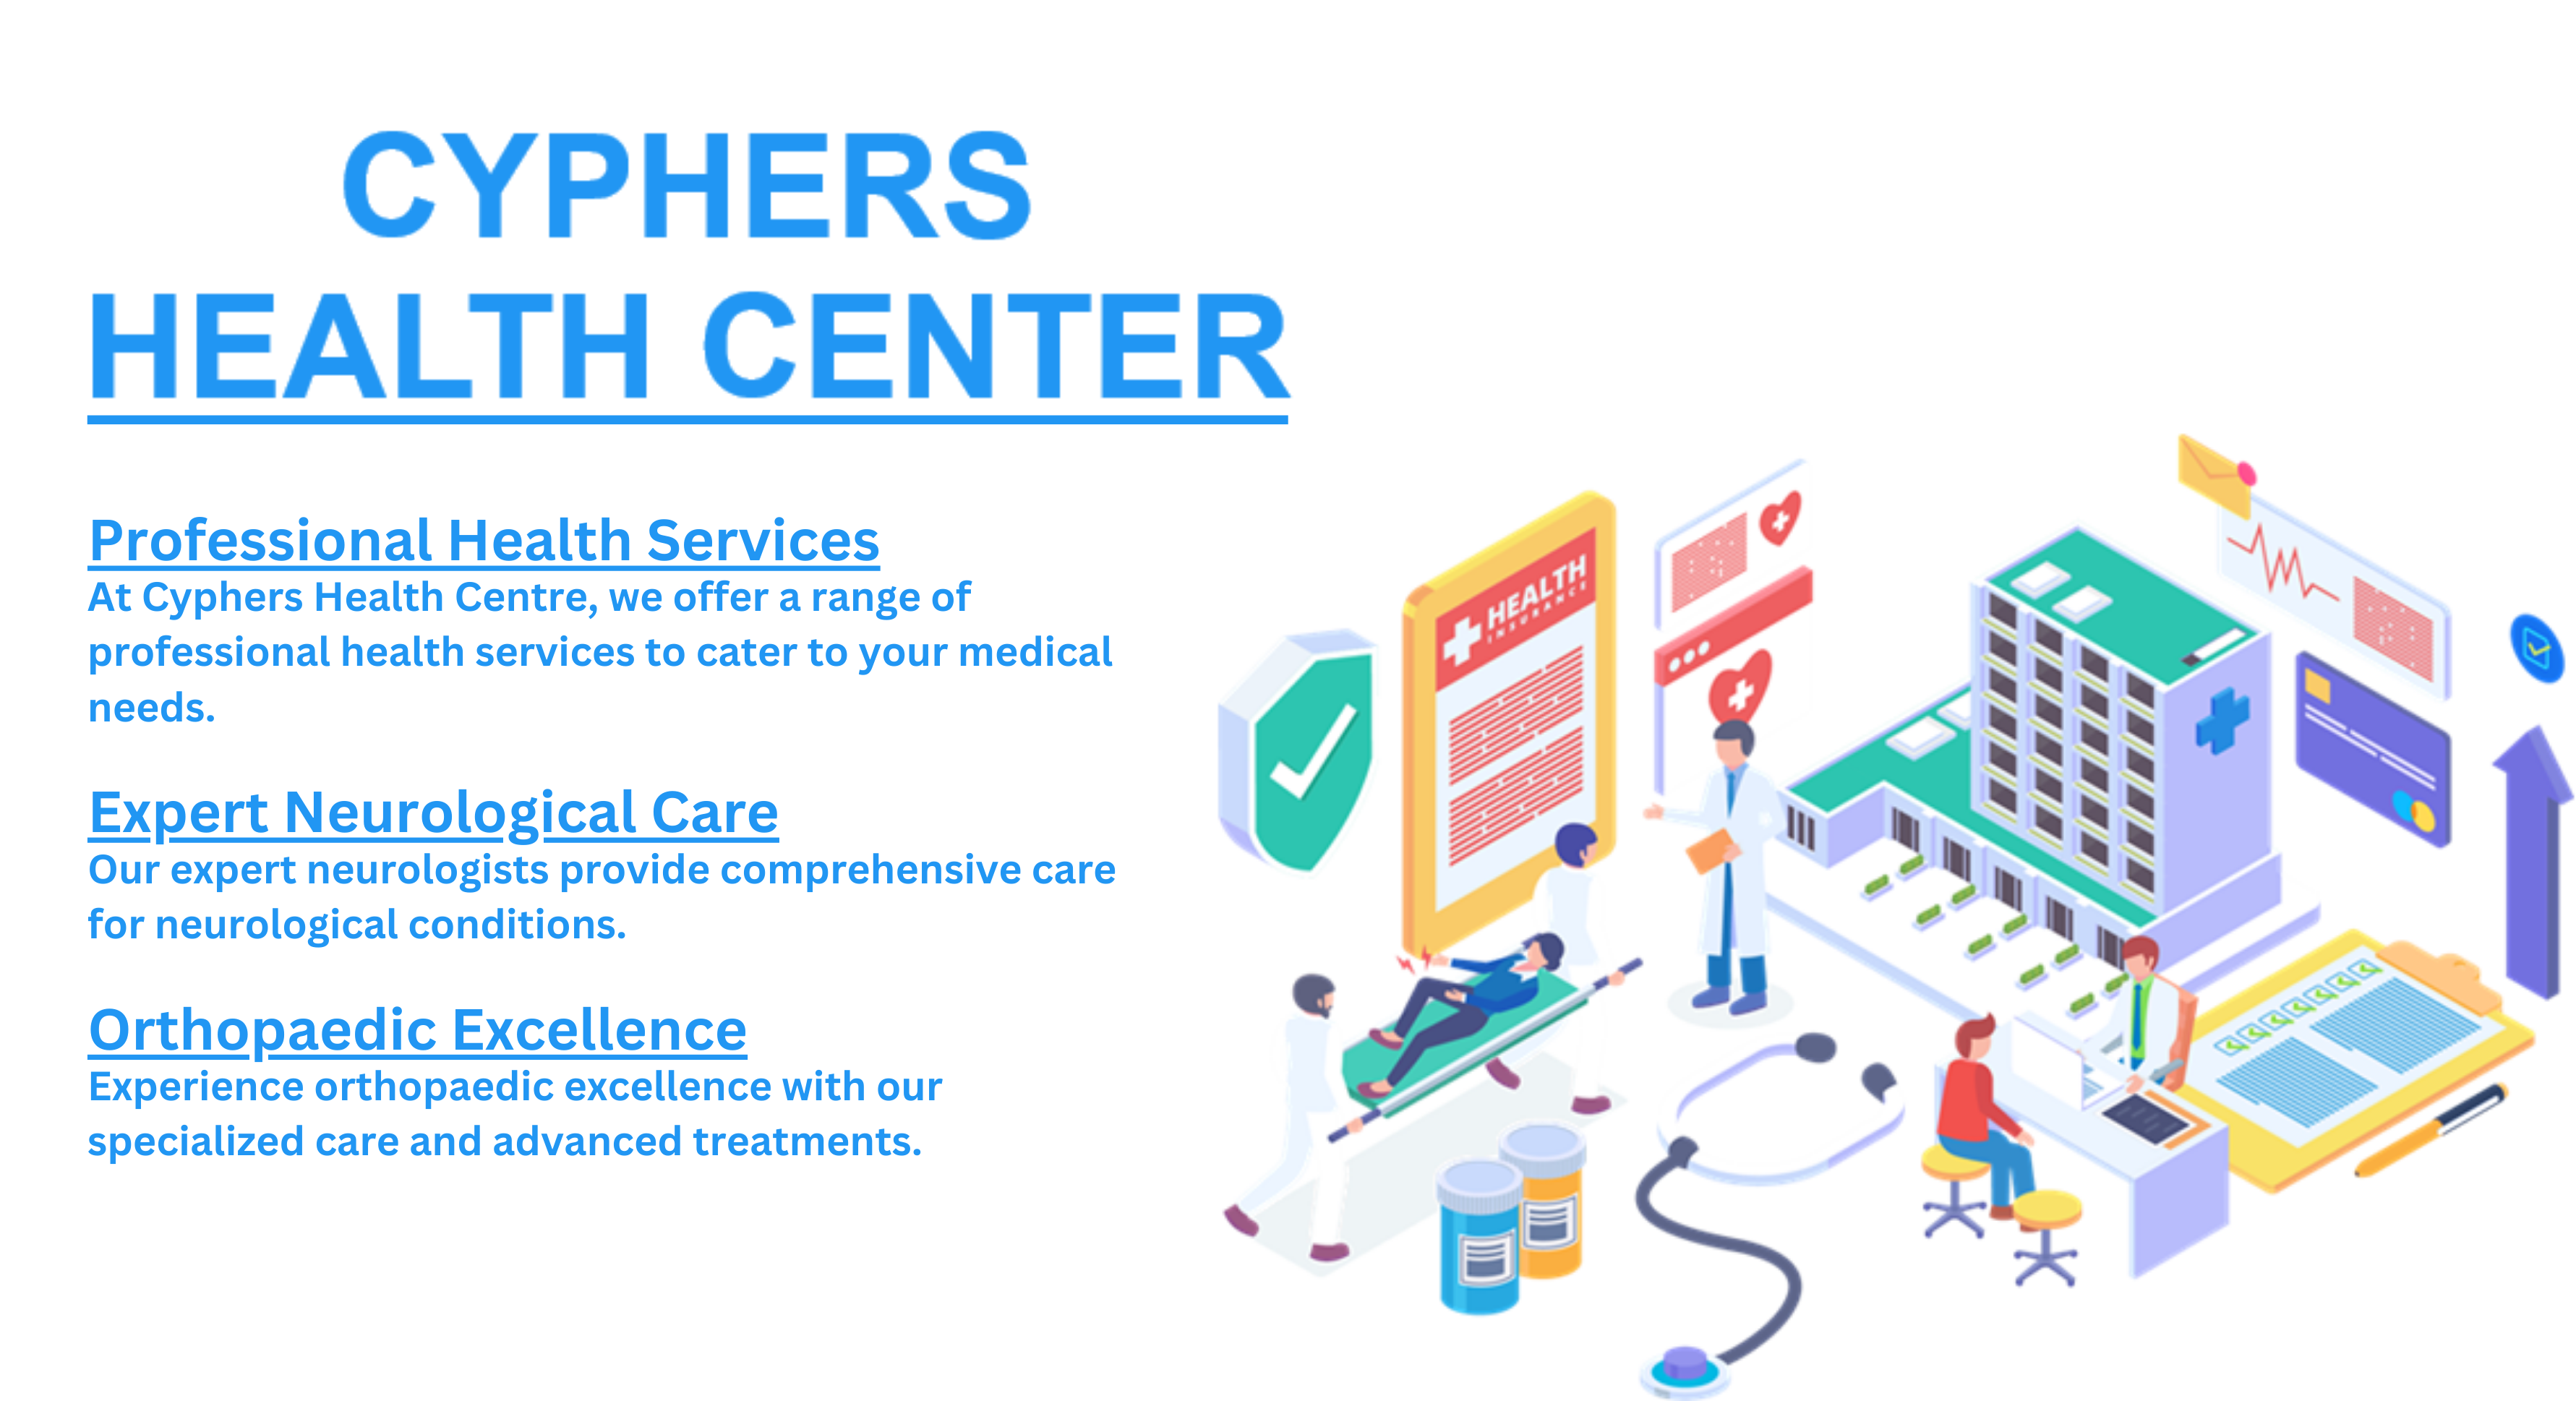 CYPHERS
HEALTH CENTER
Professional Health Services
At Cyphers Health Centre, we offer a range of
professional health services to cater to your medical
needs.
Expert Neurological Care
Our expert neurologists provide comprehensive care
for neurological conditions.
Orthopaedic Excellence
Experience orthopaedic excellence with our
specialized care and advanced treatments.
HEALTH
INSURANCE